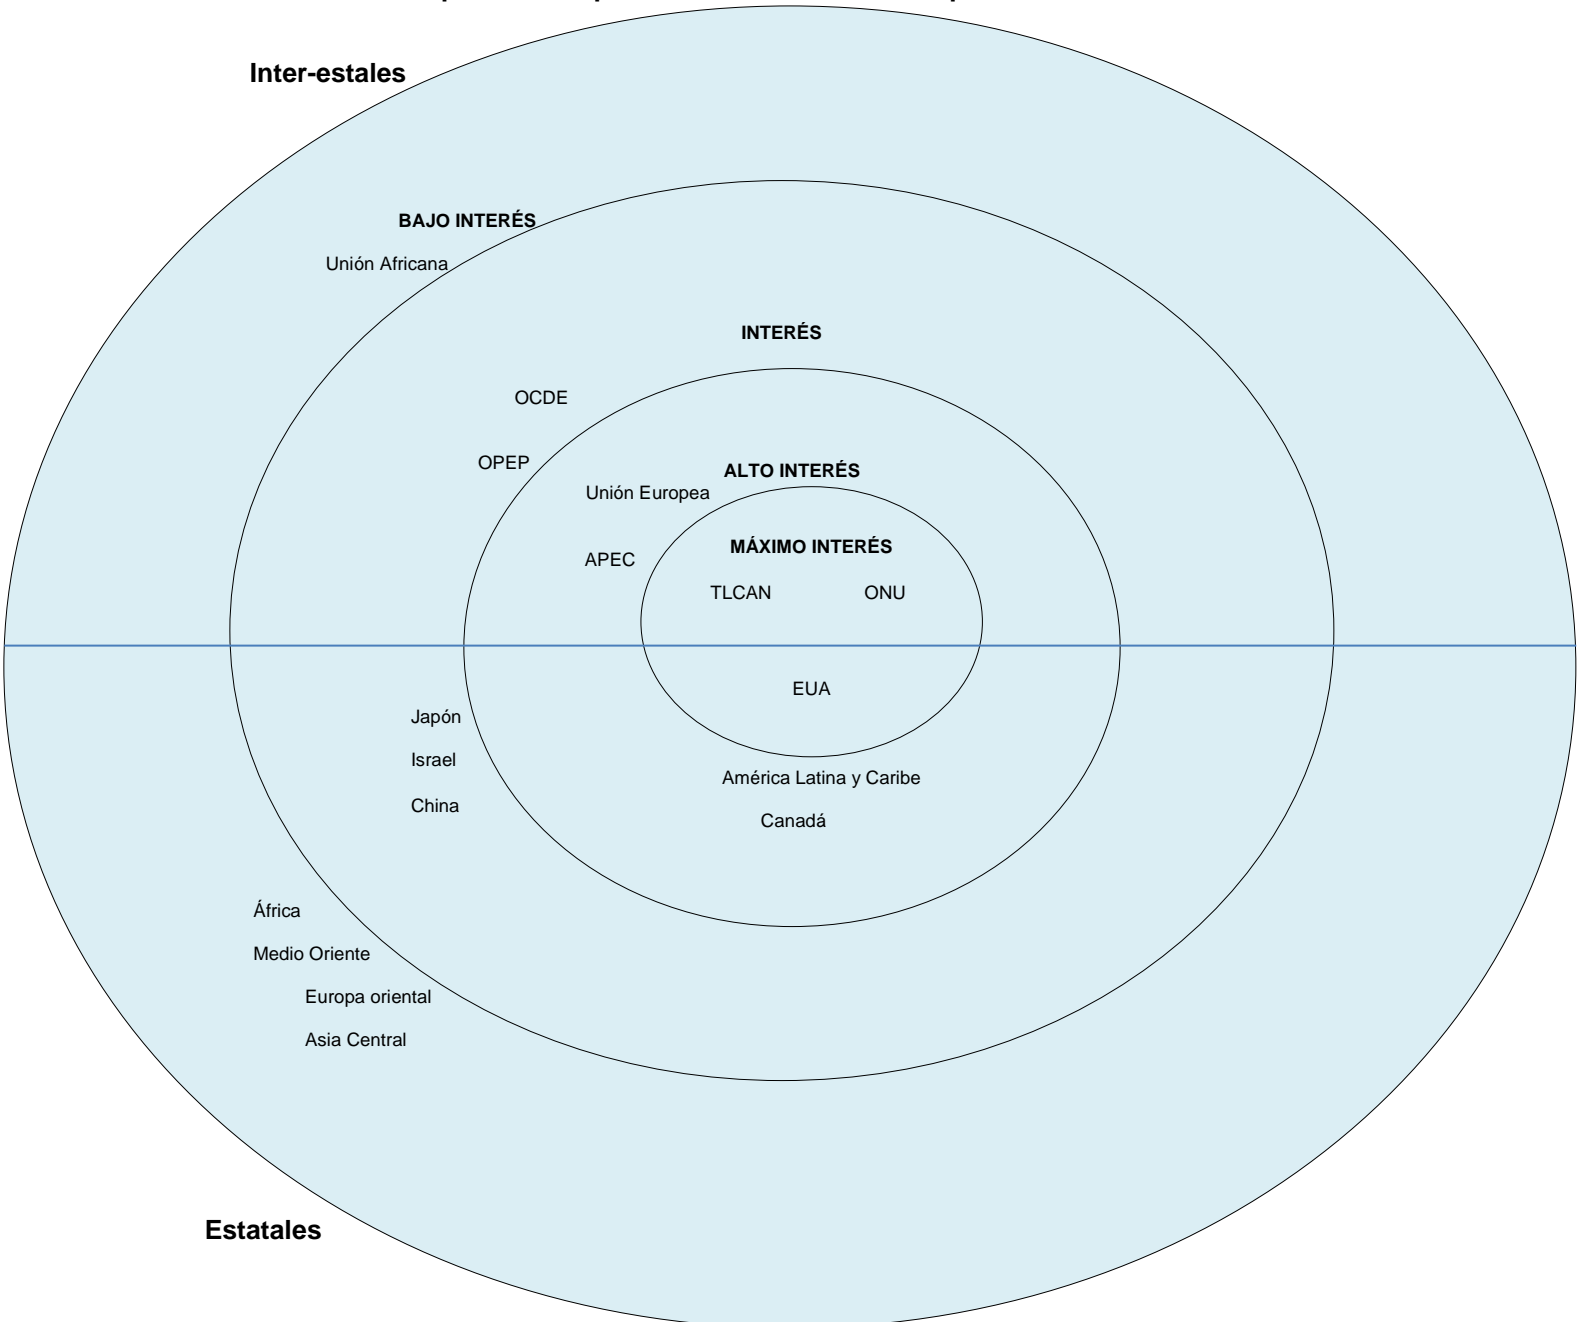 Inter-estales
BAJO INTERÉS
Unión Africana
INTERÉS
OCDE
OPEP
ALTO INTERÉS
Unión Europea
MÁXIMO INTERÉS
APEC
TLCAN ONU
EUA
Japón
Israel
América Latina y Caribe
China
Canadá
África
Medio Oriente
Europa oriental
Asia Central
Estatales